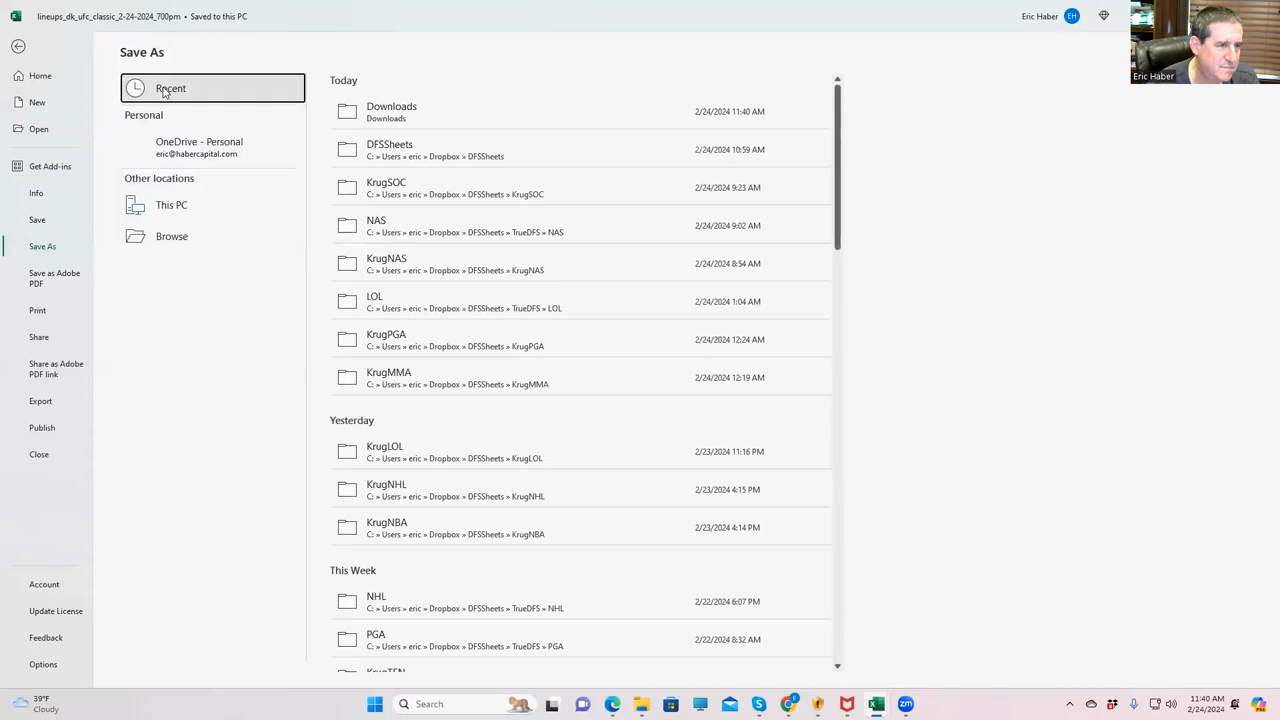 lineups_dk_ufc_classic_2-24-2024_700pm • Saved to this PC
Eric Haber EH
Eric Haber
Home
New
Open
Get Add-ins
Info
Save
Save As
Save as Adobe
PDF
Print
Share
Share as Adobe
PDF link
Export
Publish
Close
Account
Update License
Feedback
Options
Save As
Recent
Personal
OneDrive - Personal
eric@habercapital.com
Other locations
This PC
Browse
Today
Downloads
Downloads
2/24/2024 11:40 AM
DFSSheets
C: » Users » eric » Dropbox » DFSSheets
2/24/2024 10:59 AM
KrugSOC
C: » Users » eric » Dropbox » DFSSheets » KrugSOC
2/24/2024 9:23 AM
NAS
C: » Users » eric » Dropbox » DFSSheets » TrueDFS » NAS
2/24/2024 9:02 AM
KrugNAS
C: » Users » eric » Dropbox » DFSSheets » KrugNAS
2/24/2024 8:54 AM
LOL
C: » Users » eric » Dropbox » DFSSheets » TrueDFS » LOL
2/24/2024 1:04 AM
KrugPGA
C: » Users » eric » Dropbox » DFSSheets » KrugPGA
2/24/2024 12:24 AM
KrugMMA
C: » Users » eric » Dropbox » DFSSheets » KrugMMA
2/24/2024 12:19 AM
Yesterday
KrugLOL
C: » Users » eric » Dropbox » DFSSheets » KrugLOL
2/23/2024 11:16 PM
KrugNHL
C: » Users » eric » Dropbox » DFSSheets » KrugNHL
2/23/2024 4:15 PM
KrugNBA
C: » Users » eric » Dropbox » DFSSheets » KrugNBA
2/23/2024 4:14 PM
This Week
NHL
C: » Users » eric » Dropbox » DFSSheets » TrueDFS » NHL
2/22/2024 6:07 PM
PGA
C: » Users » eric » Dropbox » DFSSheets » TrueDFS » PGA
2/22/2024 8:32 AM
KrugTEN
39°F
Cloudy
Search
11:40 AM
2/24/2024